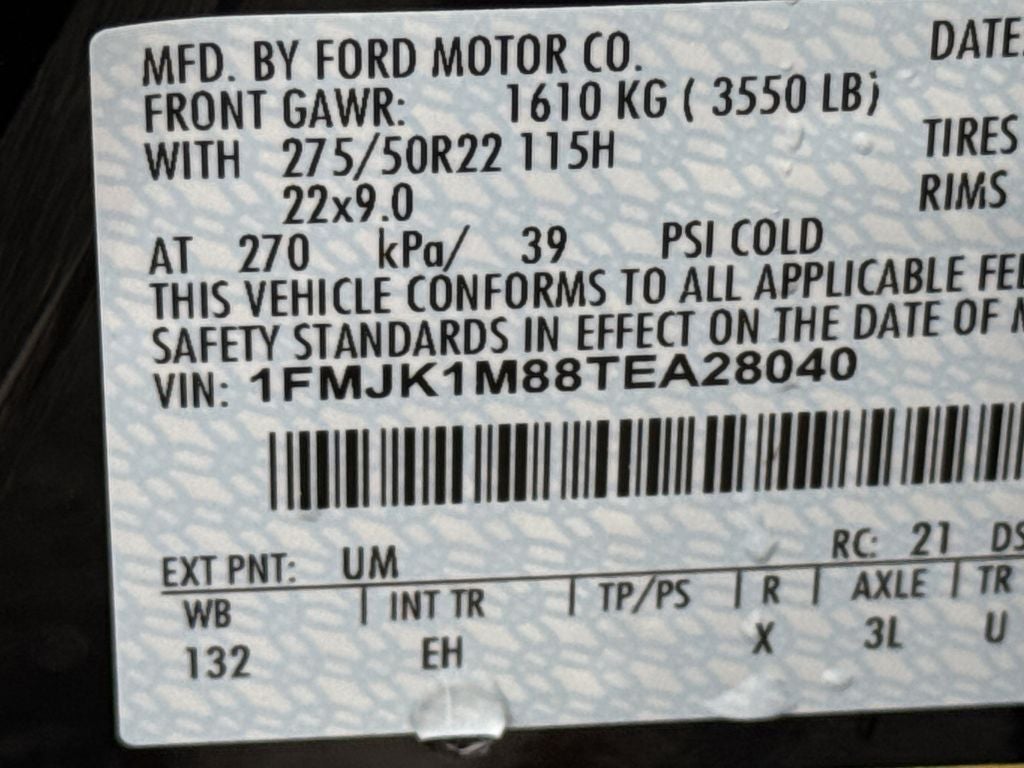 MFD. BY FORD MOTOR CO. DATE:
FRONT GAWR: 1610 KG ( 3550 LB)
WITH 275/50R22 115H TIRES
22x9.0 RIMS
AT 270 kPa/ 39 PSI COLD
THIS VEHICLE CONFORMS TO ALL APPLICABLE
SAFETY STANDARDS IN EFFECT ON THE DATE OF
VIN: 1FMJK1M88TEA28040
EXT PNT: UM RC: 21 DS
WB | INT TR | TP/PS | R | AXLE | TR
132 EH X 3L U